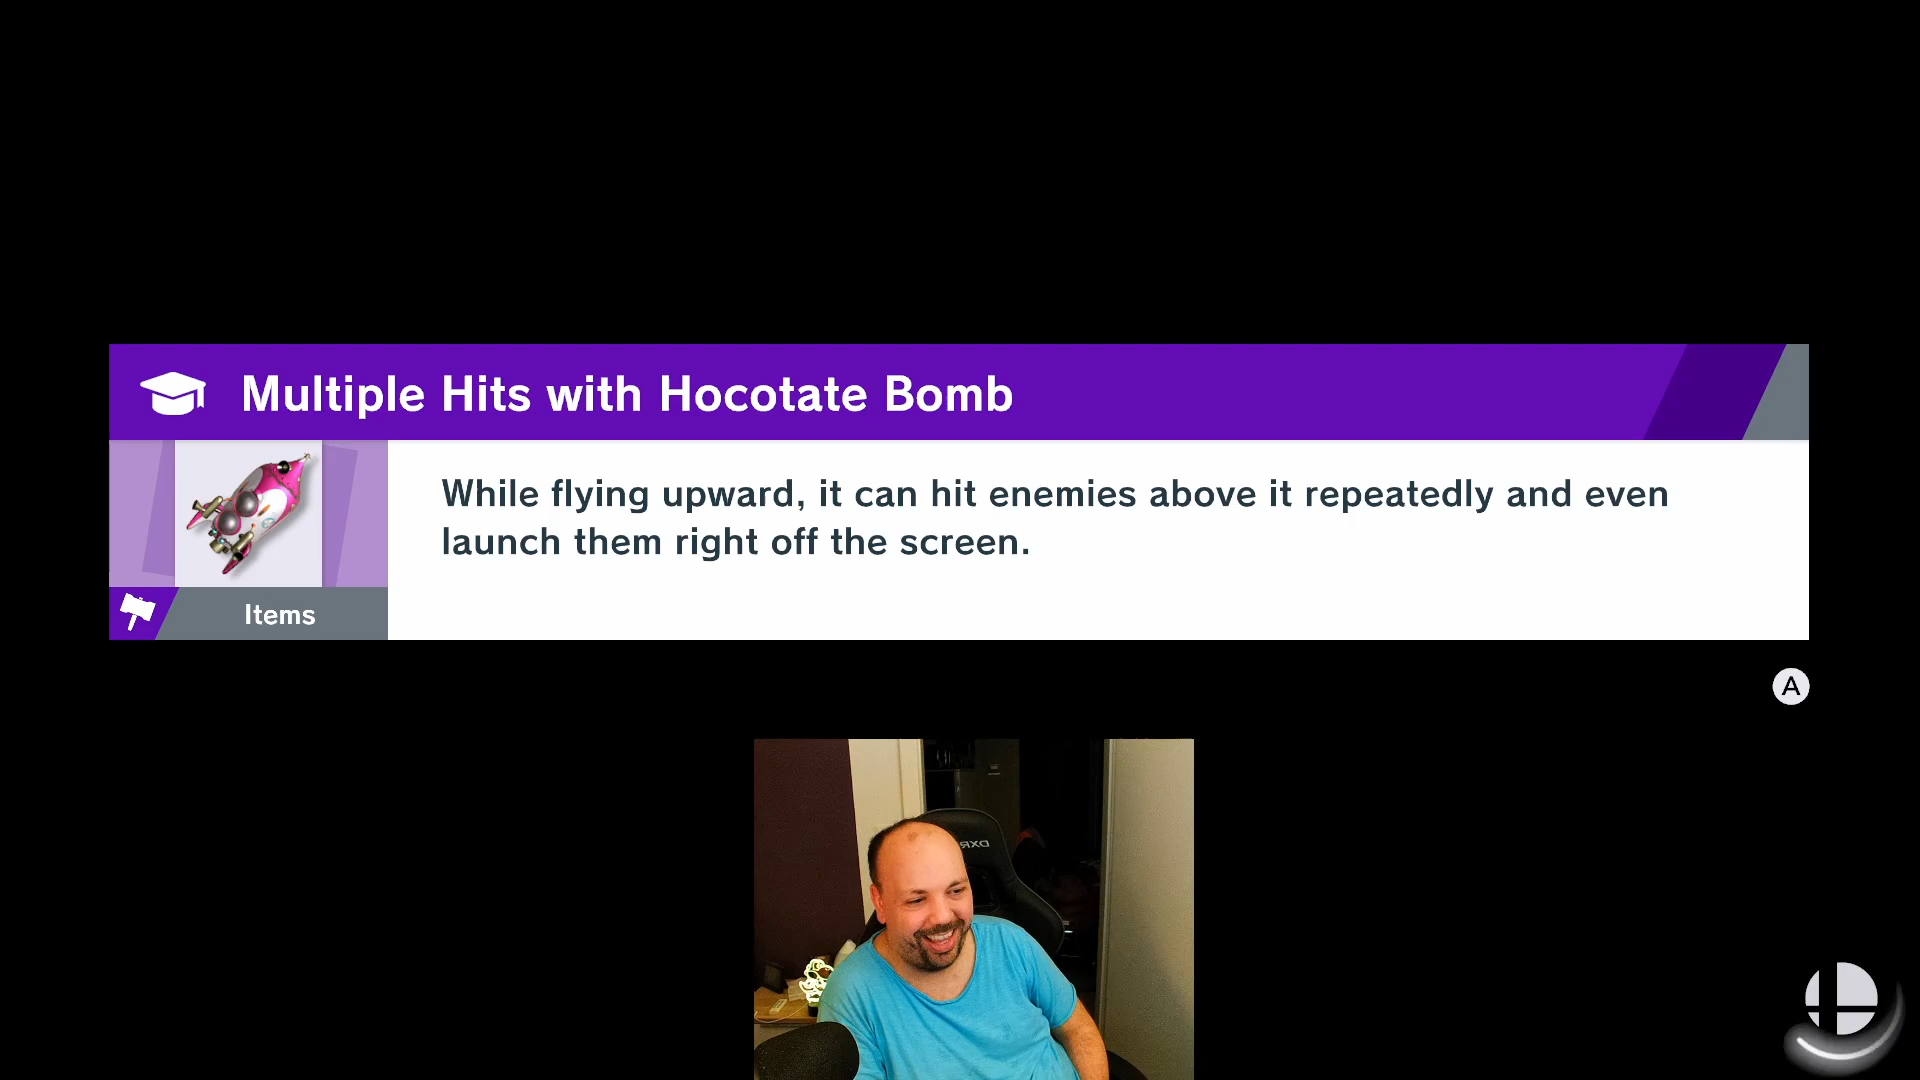 Multiple Hits with Hocotate Bomb
While flying upward, it can hit enemies above it repeatedly and even
launch them right off the screen.
Items
A
DXR